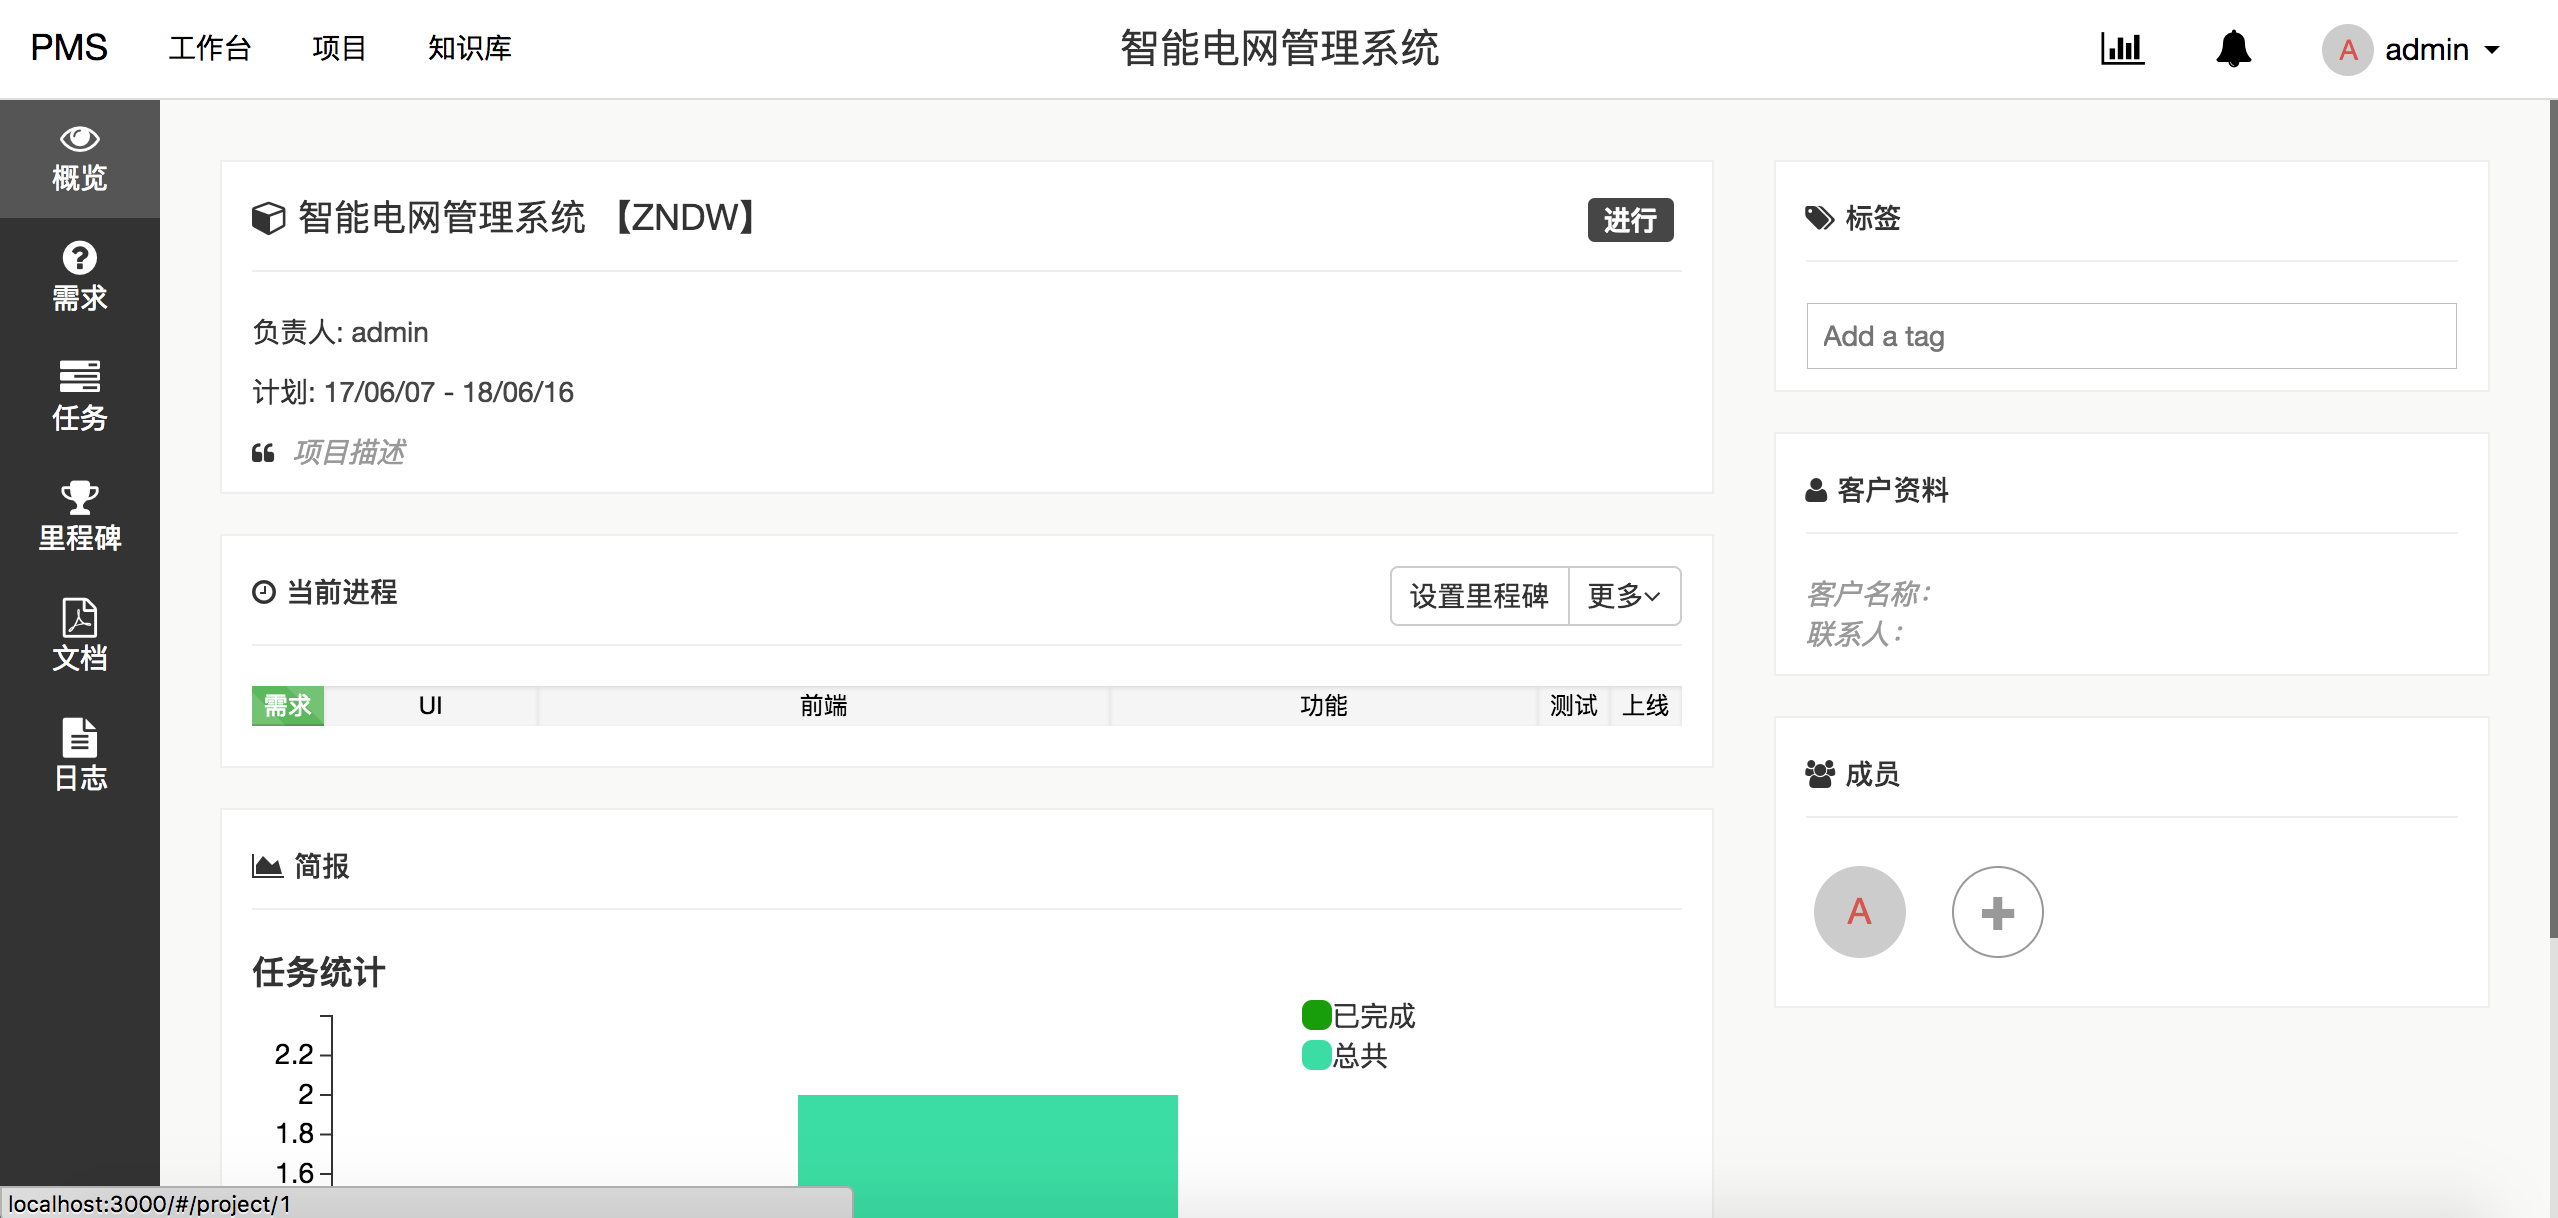 PMS 工作台 项目 知识库 智能电网管理系统 A admin
概览
需求
任务
里程碑
文档
日志
智能电网管理系统 【ZNDW】 进行
负责人: admin
计划: 17/06/07 - 18/06/16
项目描述
当前进程 设置里程碑 更多
需求 UI 前端 功能 测试 上线
简报
任务统计
已完成
总共
2.2
2
1.8
1.6
标签
Add a tag
客户资料
客户名称：
联系人：
成员
A
localhost:3000/#/project/1